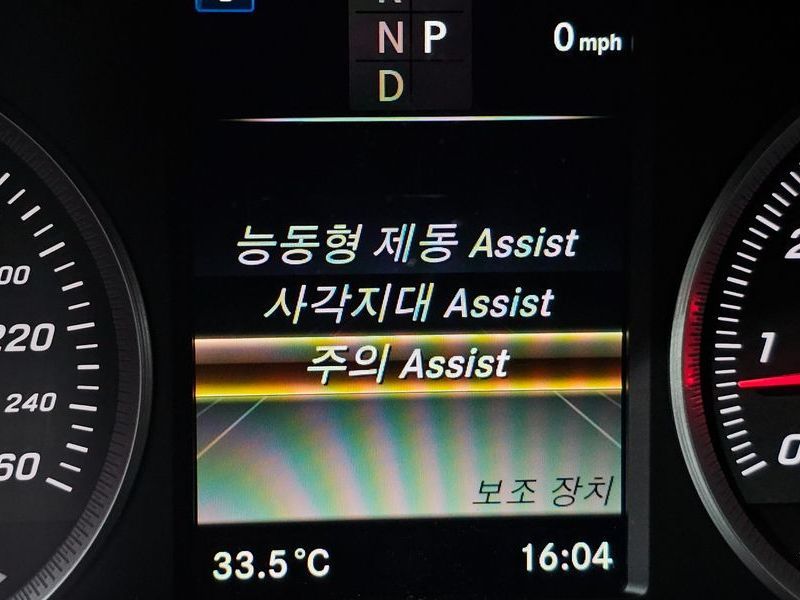 N P
0 mph
D
능동형 제동 Assist
사각지대 Assist
주의 Assist
보조 장치
33.5°C
16:04
220
240
1
0